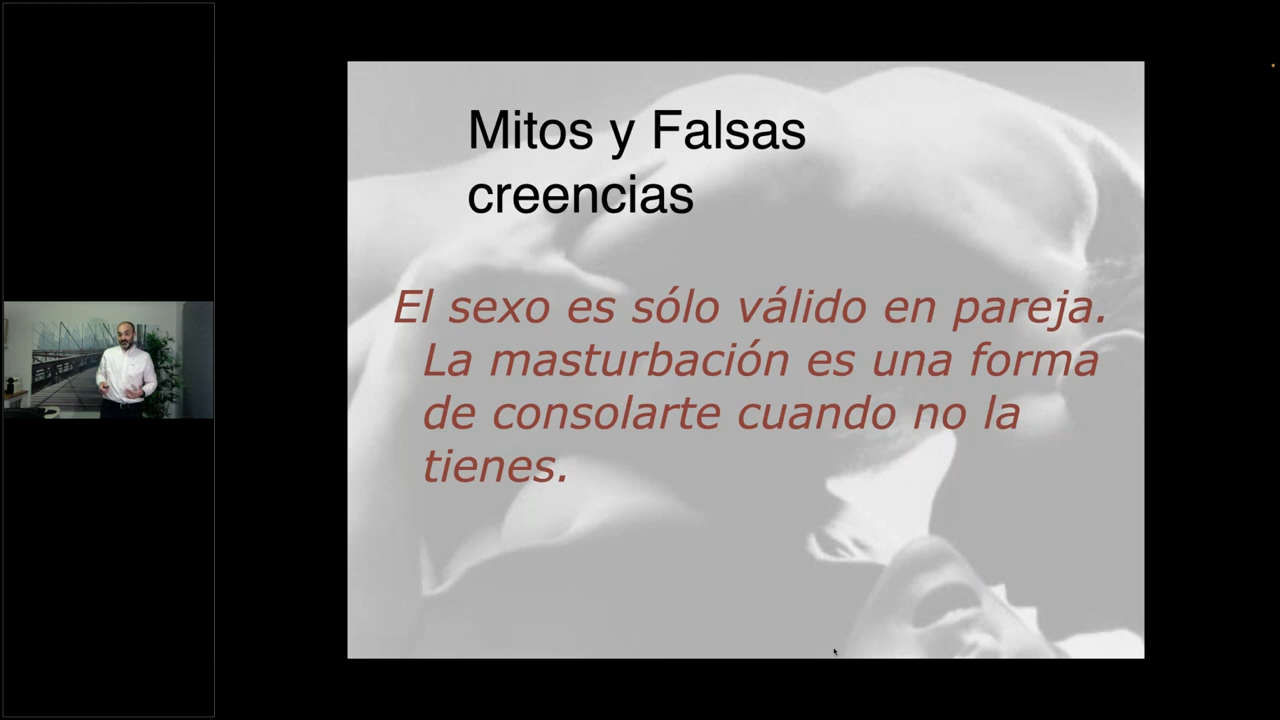 Mitos y Falsas
creencias
El sexo es sólo válido en pareja.
La masturbación es una forma
de consolarte cuando no la
tienes.